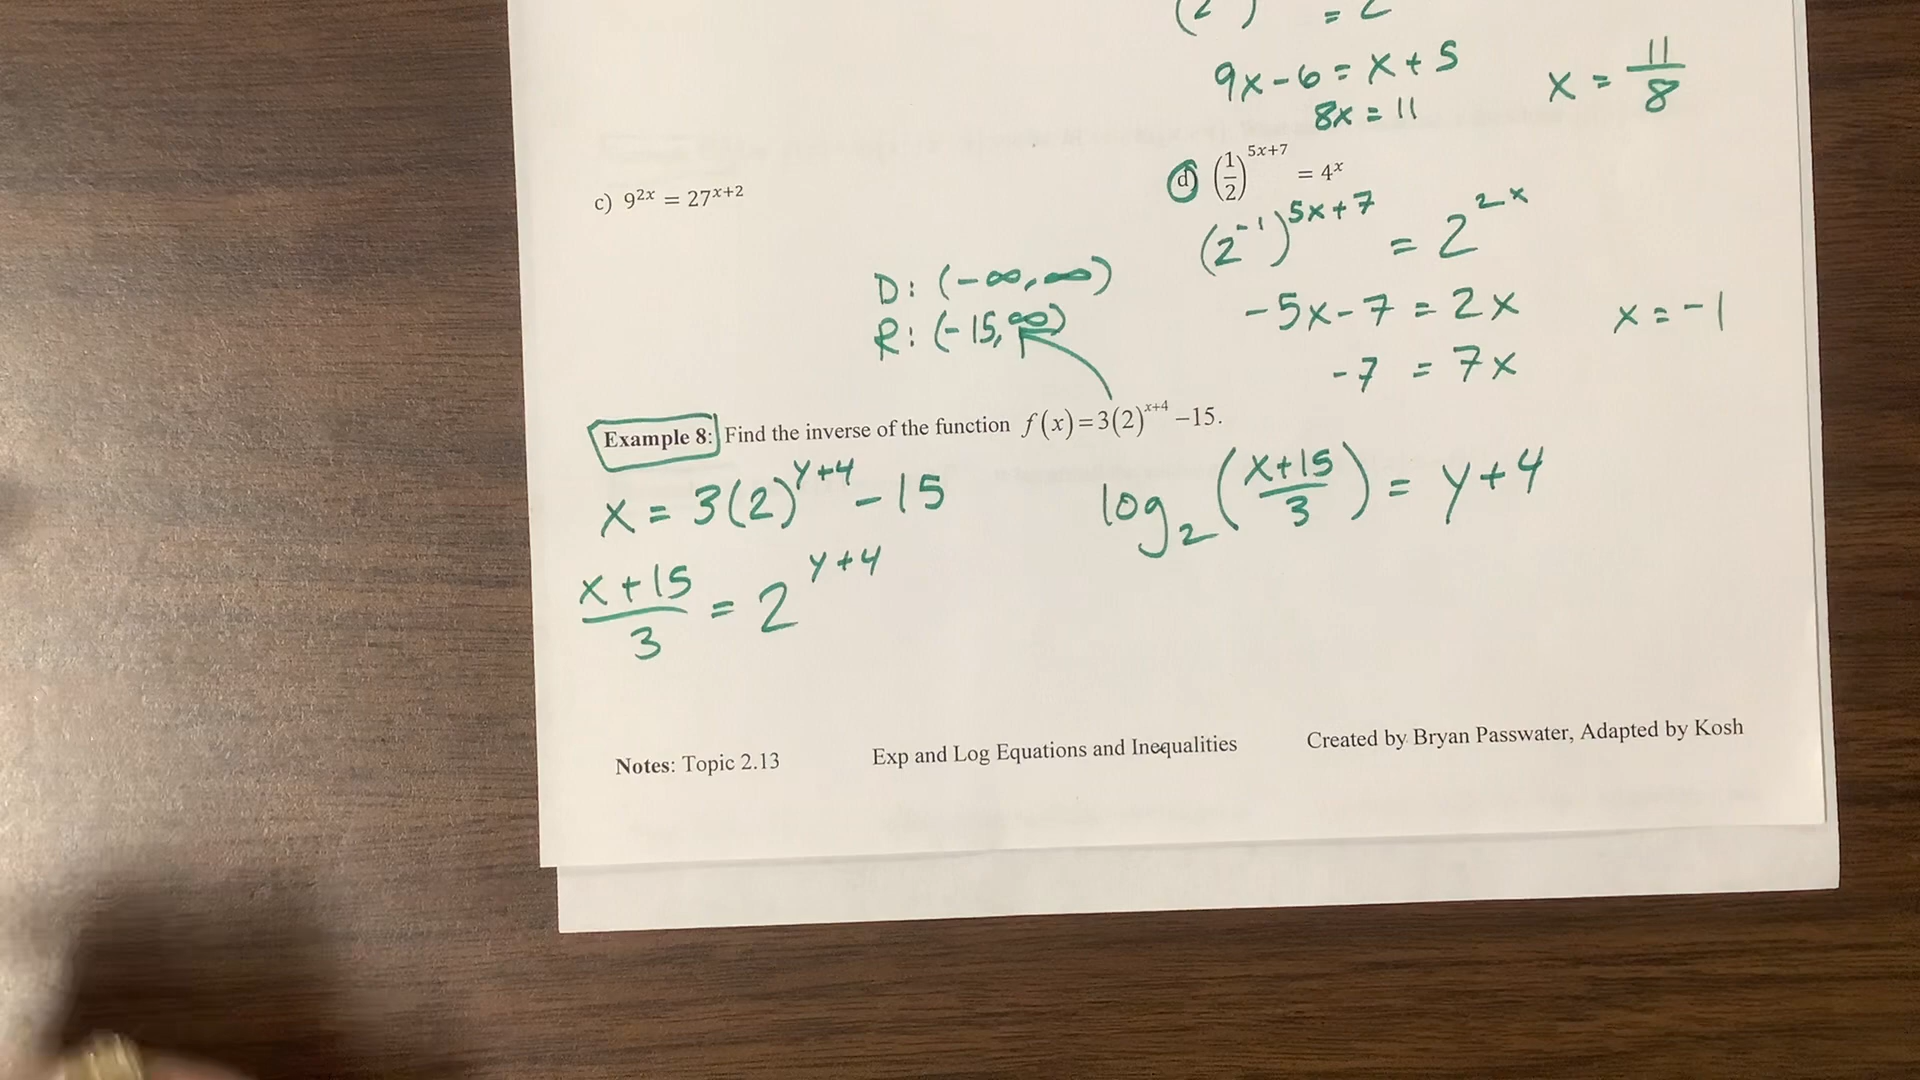 9x-6 = x+5
8x = 11
x = 11/8
c) 9^{2x} = 27^{x+2}
d) (1/2)^{5x+7} = 4^x
(2^{-1})^{5x+7} = 2^{2x}
-5x-7 = 2x
-7 = 7x
x = -1
D: (-∞,∞)
R: (-15,∞)
Example 8: Find the inverse of the function f(x)=3(2)^{x+4}−15.
x = 3(2)^{y+4} - 15
(x+15)/3 = 2^{y+4}
log_2 ((x+15)/3) = y+4
Notes: Topic 2.13 Exp and Log Equations and Inequalities Created by Bryan Passwater, Adapted by Kosh